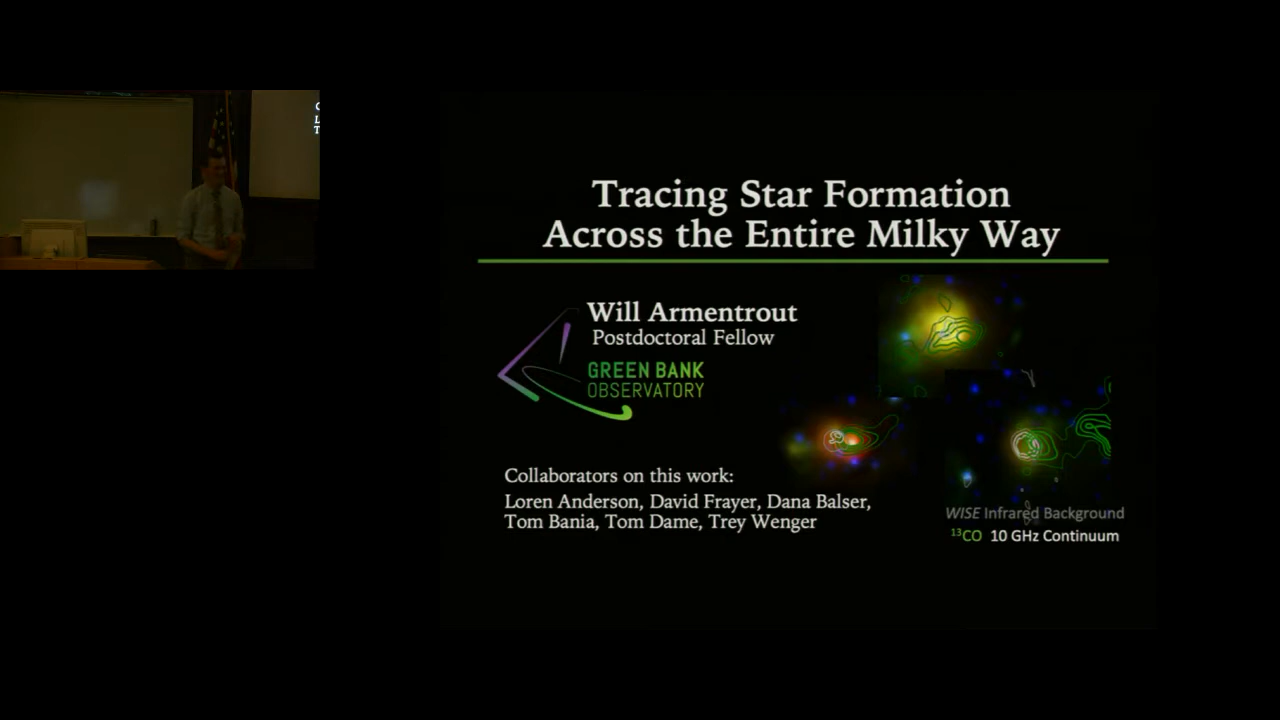 Tracing Star Formation
Across the Entire Milky Way
Will Armentrout
Postdoctoral Fellow
GREEN BANK
OBSERVATORY
Collaborators on this work:
Loren Anderson, David Frayer, Dana Balser,
Tom Bania, Tom Dame, Trey Wenger
WISE Infrared Background
¹³CO 10 GHz Continuum